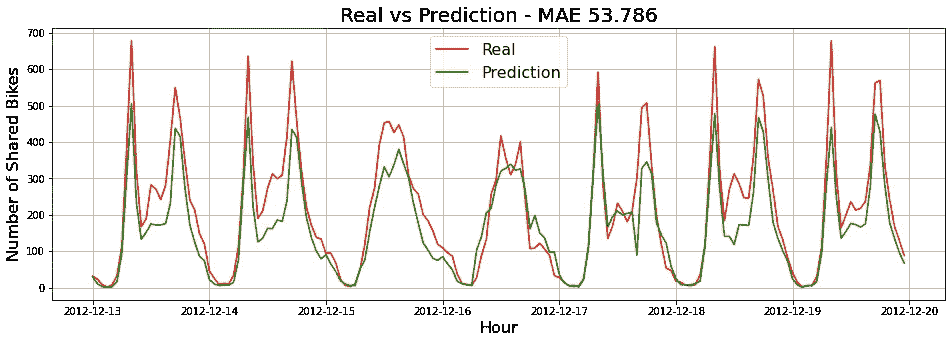 Real vs Prediction - MAE 53.786
700
600
500
400
300
200
100
0
Number of Shared Bikes
Real
Prediction
2012-12-13 2012-12-14 2012-12-15 2012-12-16 2012-12-17 2012-12-18 2012-12-19 2012-12-20
Hour